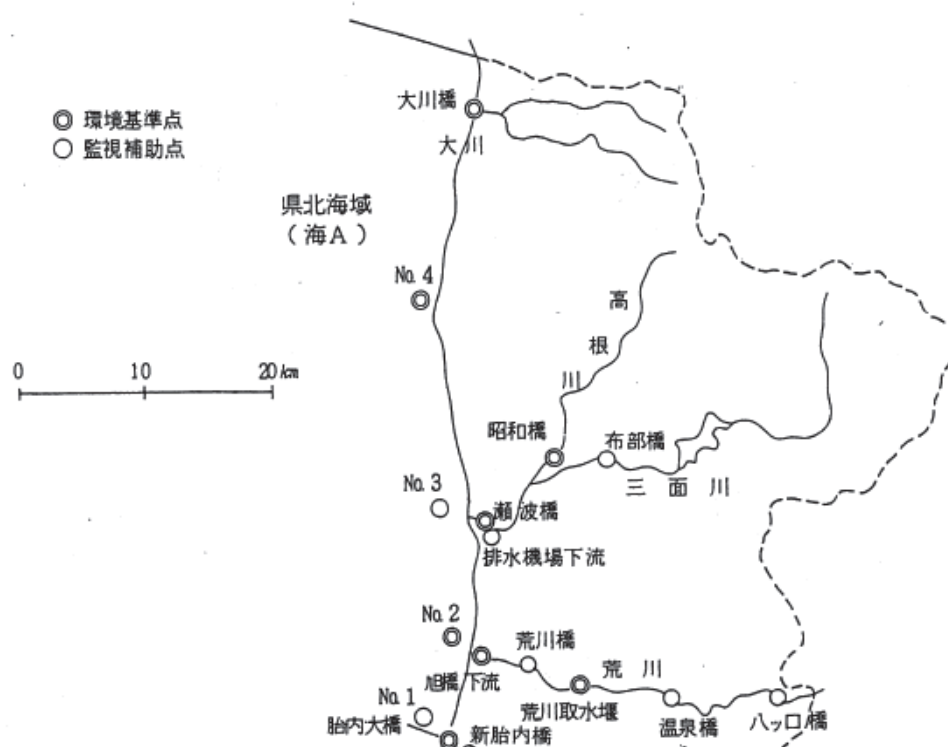 大川橋
◎ 環境基準点
○ 監視補助点
大川
県北海域
(海A)
No.4
高根川
0 10 20km
昭和橋
布部橋
三面川
No.3
瀬波橋
排水機場下流
No.2
荒川橋
荒川
旭橋下流
No.1
荒川取水堰
温泉橋
八ッ口橋
胎内大橋
新胎内橋